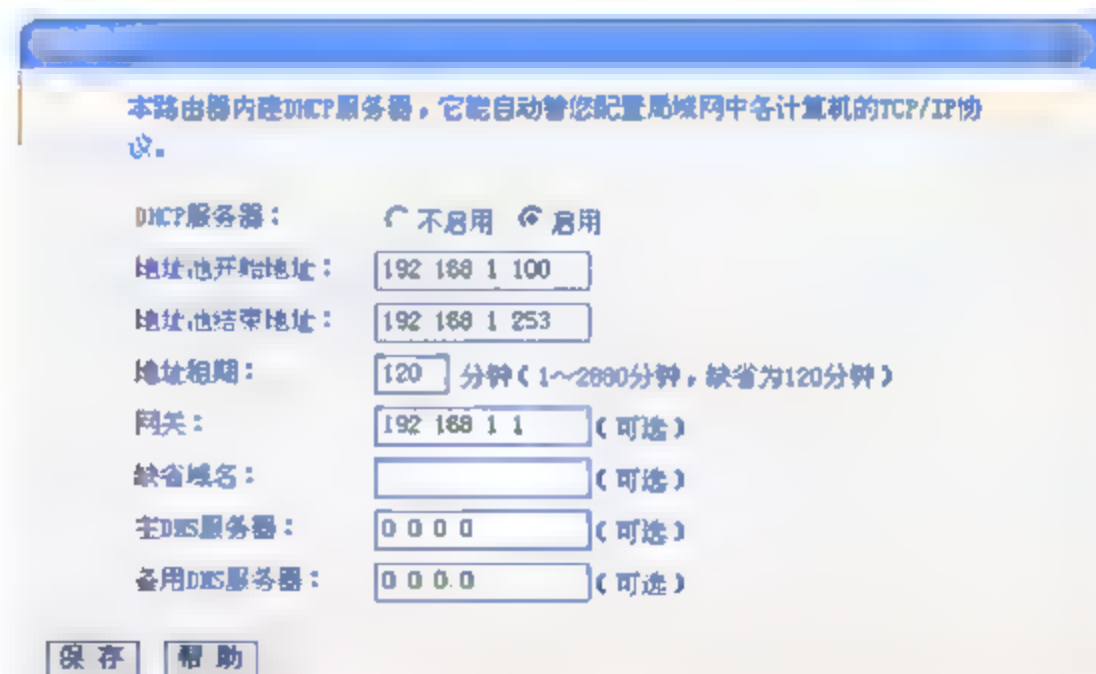 本路由器内建DHCP服务器，它能自动替您配置局域网中各计算机的TCP/IP协
议。
DHCP服务器： 不启用 启用
地址池开始地址： 192 168 1 100
地址池结束地址： 192 168 1 253
地址租期： 120 分钟（1～2880分钟，缺省为120分钟）
网关： 192 168 1 1 （可选）
缺省域名： （可选）
主DNS服务器： 0 0 0 0 （可选）
备用DNS服务器： 0 0 0.0 （可选）
保 存 帮 助